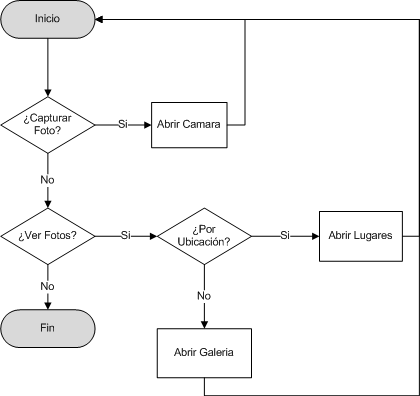 Inicio
¿Capturar
Foto?
Si
Abrir Camara
No
¿Ver Fotos?
Si
¿Por
Ubicación?
Si
Abrir Lugares
No
No
Fin
Abrir Galeria